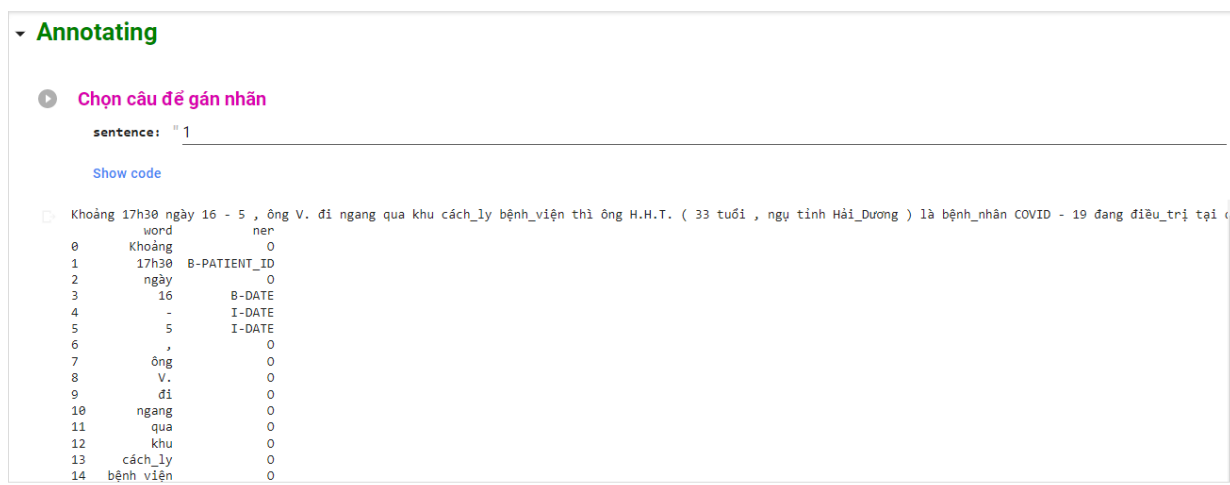 Annotating
Chọn câu để gán nhãn
sentence: "1
Show code
Khoảng 17h30 ngày 16 - 5 , ông V. đi ngang qua khu cách_ly bệnh_viện thì ông H.H.T. ( 33 tuổi , ngụ tỉnh Hải_Dương ) là bệnh_nhân COVID - 19 đang điều_trị tại
word ner
0 Khoảng O
1 17h30 B-PATIENT_ID
2 ngày O
3 16 B-DATE
4 - I-DATE
5 5 I-DATE
6 , O
7 ông O
8 V. O
9 đi O
10 ngang O
11 qua O
12 khu O
13 cách_ly O
14 bệnh_viện O